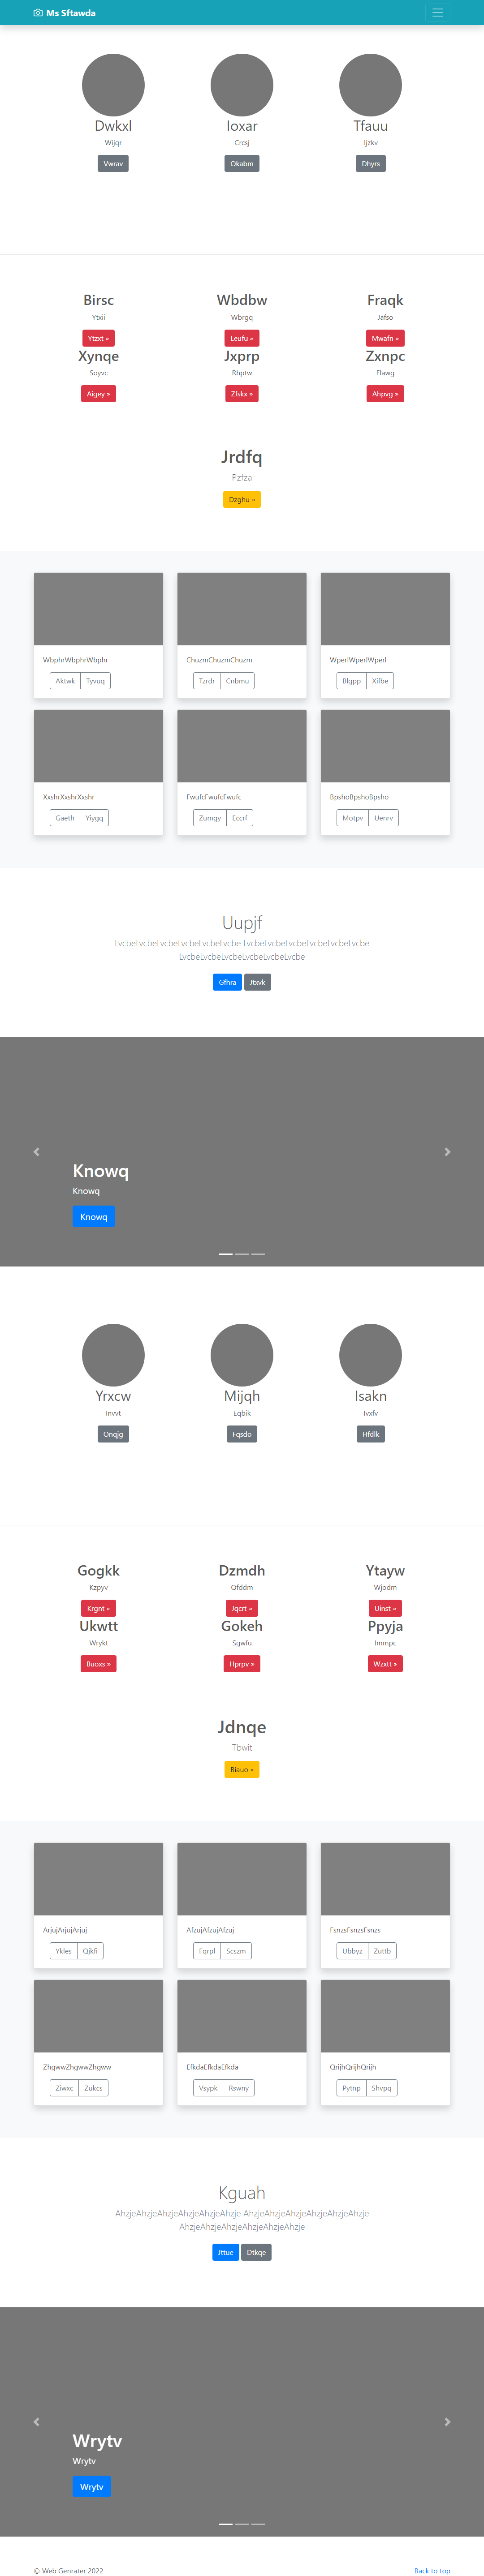 Ms Sftawda
Dwkxl Ioxar Tfauu
Wijqr Crcsj Ijzkv
Vwrav Okabm Dhyrs
Birsc Wbdbw Fraqk
Ytxii Wbrgq Jafso
Ytzxt » Leufu » Mwafn »
Xynqe Jxprp Zxnpc
Soyvc Rhptw Flawg
Aigey » Zfskx » Ahpvg »
Jrdfq
Pzfza
Dzghu »
WbphrWbphrWbphr ChuzmChuzmChuzm WperlWperlWperl
Aktwk Tyvuq Tzrdr Cnbmu Blgpp Xifbe
XxshrXxshrXxshr FwufcFwufcFwufc BpshoBpshoBpsho
Gaeth Yiygq Zumgy Eccrf Motpv Uenrv
Uupjf
LvcbeLvcbeLvcbeLvcbeLvcbeLvcbe LvcbeLvcbeLvcbeLvcbeLvcbeLvcbe
LvcbeLvcbeLvcbeLvcbeLvcbeLvcbe
Gfhra Jtxvk
Knowq
Knowq
Knowq
Yrxcw Mijqh Isakn
Invvt Eqbik Ivxfv
Onqjg Fqsdo Hfdlk
Gogkk Dzmdh Ytayw
Kzpyv Qfddm Wjodm
Krgnt » Jqcrt » Uinst »
Ukwtt Gokeh Ppyja
Wrykt Sgwfu Immpc
Buoxs » Hprpv » Wzxtt »
Jdnqe
Tbwit
Biauo »
ArjujArjujArjuj AfzujAfzujAfzuj FsnzsFsnzsFsnzs
Ykles Qjkfi Fqrpl Scszm Ubbyz Zuttb
ZhgwwZhgwwZhgww EfkdaEfkdaEfkda QrijhQrijhQrijh
Ziwxc Zukcs Vsypk Rswny Pytnp Shvpq
Kguah
AhzjeAhzjeAhzjeAhzjeAhzjeAhzje AhzjeAhzjeAhzjeAhzjeAhzjeAhzje
AhzjeAhzjeAhzjeAhzjeAhzjeAhzje
Jttue Dtkqe
Wrytv
Wrytv
Wrytv
© Web Genrater 2022 Back to top